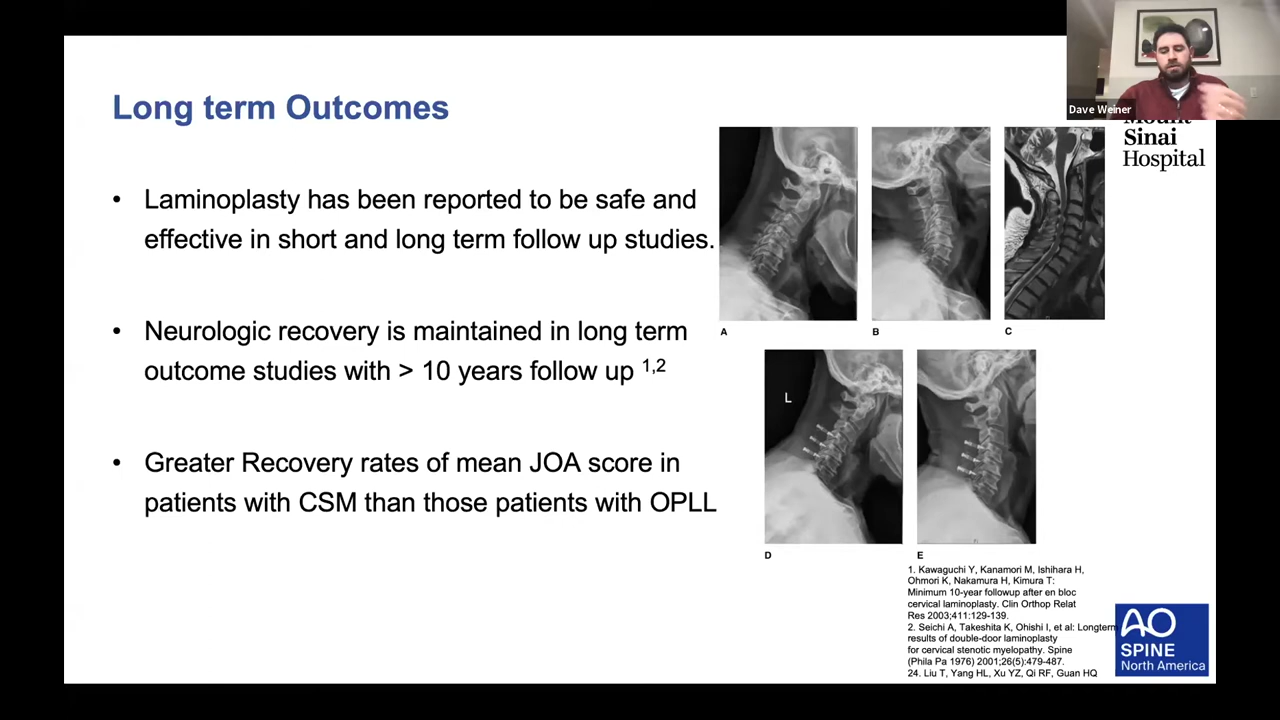 Dave Weiner
Long term Outcomes
Mount
Sinai
Hospital
• Laminoplasty has been reported to be safe and
effective in short and long term follow up studies.
• Neurologic recovery is maintained in long term
outcome studies with > 10 years follow up 1,2
• Greater Recovery rates of mean JOA score in
patients with CSM than those patients with OPLL
A
B
C
L
D
E
1. Kawaguchi Y, Kanamori M, Ishihara H,
Ohmori K, Nakamura H, Kimura T:
Minimum 10-year followup after en bloc
cervical laminoplasty. Clin Orthop Relat
Res 2003;411:129-139.
2. Seichi A, Takeshita K, Ohishi I, et al: Longterm
results of double-door laminoplasty
for cervical stenotic myelopathy. Spine
(Phila Pa 1976) 2001;26(5):479-487.
24. Liu T, Yang HL, Xu YZ, Qi RF, Guan HQ
AO
SPINE
North America